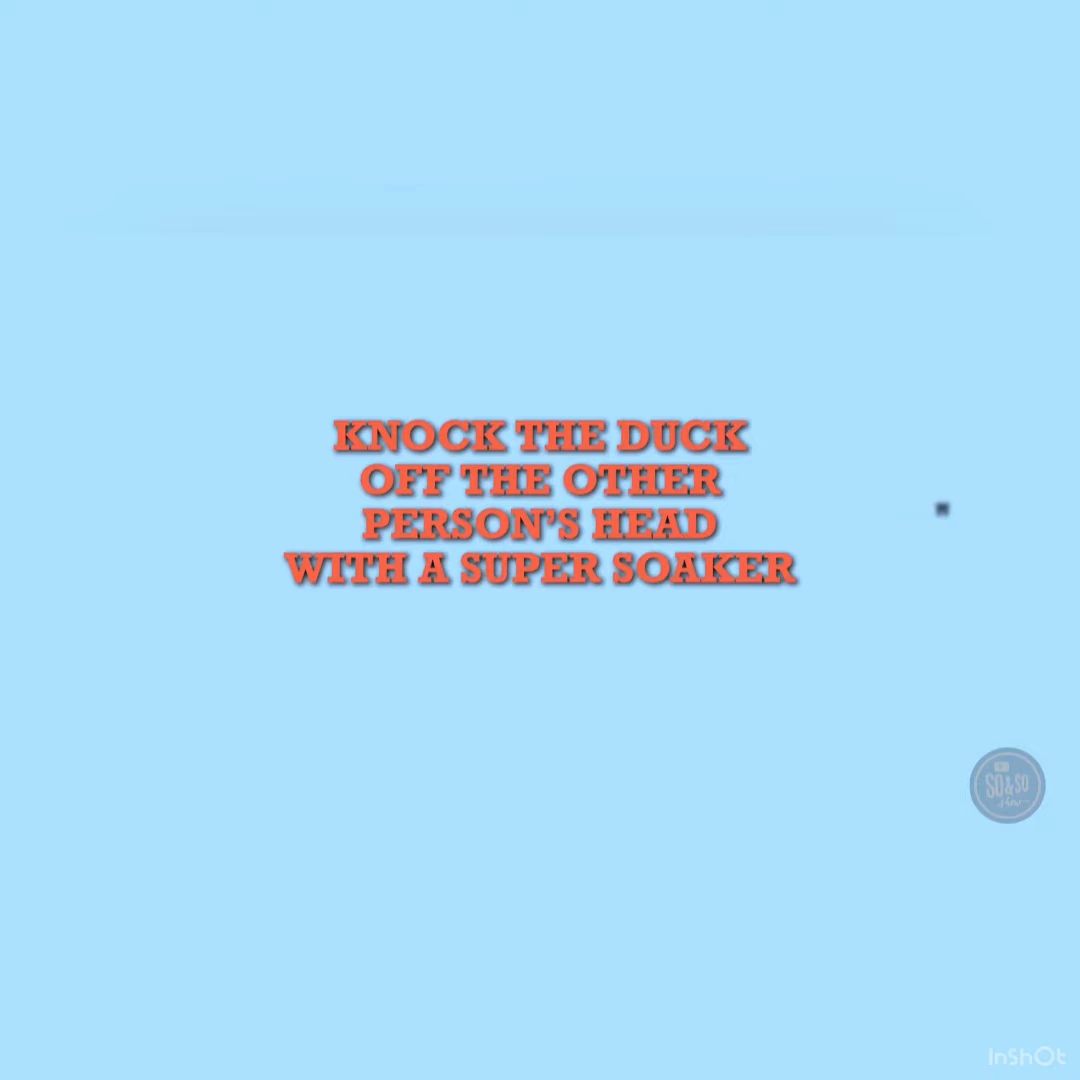 KNOCK THE DUCK
OFF THE OTHER
PERSON’S HEAD
WITH A SUPER SOAKER
SO & SO
InShOt